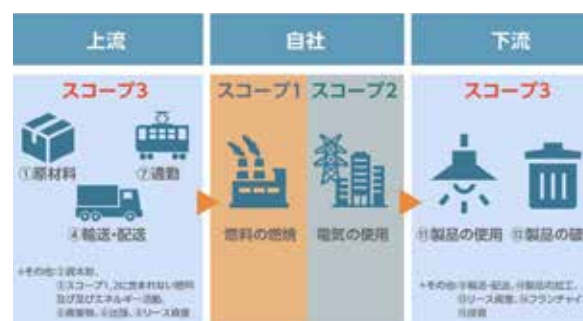 上流
自社
下流
スコープ3
スコープ1
スコープ2
スコープ3
①原材料
⑦通勤
④輸送・配送
燃料の燃焼
電気の使用
⑪製品の使用
⑫製品の
＊その他:②資本財、
③スコープ1,2に含まれない燃料
及び及びエネルギー活動、
⑤廃棄物、⑥出張、⑧リース資産
＊その他:⑨輸送・配送、⑩製品の加工、
⑬リース資産、⑭フランチャイ
⑮投資